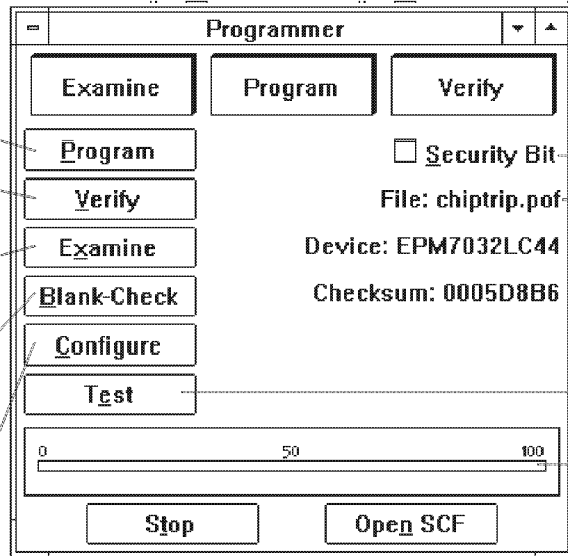 Programmer
Examine Program Verify
Program
Security Bit
Verify
File: chiptrip.pof
Examine
Device: EPM7032LC44
Blank-Check
Checksum: 0005D8B6
Configure
Test
0 50 100
Stop Open SCF